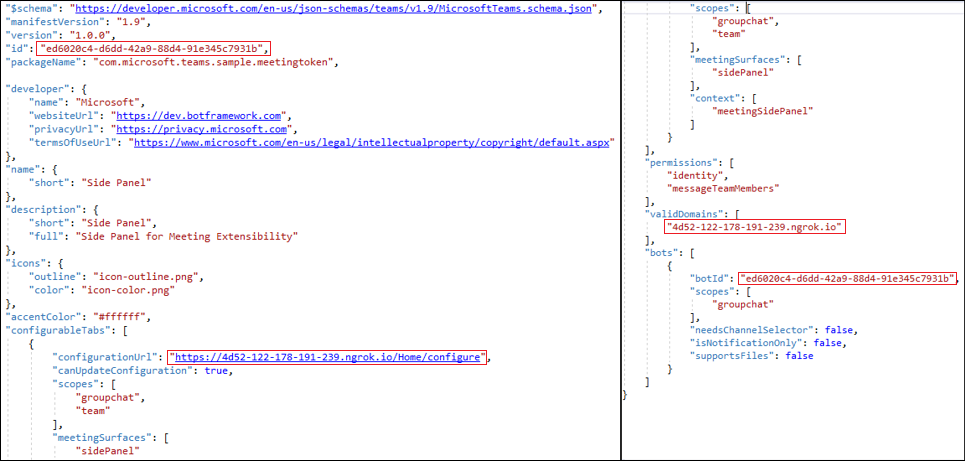 "$schema": "https://developer.microsoft.com/en-us/json-schemas/teams/v1.9/MicrosoftTeams.schema.json",
"manifestVersion": "1.9",
"version": "1.0.0",
"id": "ed6020c4-d6dd-42a9-88d4-91e345c7931b",
"packageName": "com.microsoft.teams.sample.meetingtoken",
"developer": {
"name": "Microsoft",
"websiteUrl": "https://dev.botframework.com",
"privacyUrl": "https://privacy.microsoft.com",
"termsOfUseUrl": "https://www.microsoft.com/en-us/legal/intellectualproperty/copyright/default.aspx"
},
"name": {
"short": "Side Panel"
},
"description": {
"short": "Side Panel",
"full": "Side Panel for Meeting Extensibility"
},
"icons": {
"outline": "icon-outline.png",
"color": "icon-color.png"
},
"accentColor": "#ffffff",
"configurableTabs": [
{
"configurationUrl": "https://4d52-122-178-191-239.ngrok.io/Home/configure",
"canUpdateConfiguration": true,
"scopes": [
"groupchat",
"team"
],
"meetingSurfaces": [
"sidePanel"
"scopes": [
"groupchat",
"team"
],
"meetingSurfaces": [
"sidePanel"
],
"context": [
"meetingSidePanel"
]
}
],
"permissions": [
"identity",
"messageTeamMembers"
],
"validDomains": [
"4d52-122-178-191-239.ngrok.io"
],
"bots": [
{
"botId": "ed6020c4-d6dd-42a9-88d4-91e345c7931b",
"scopes": [
"groupchat"
],
"needsChannelSelector": false,
"isNotificationOnly": false,
"supportsFiles": false
}
]
}